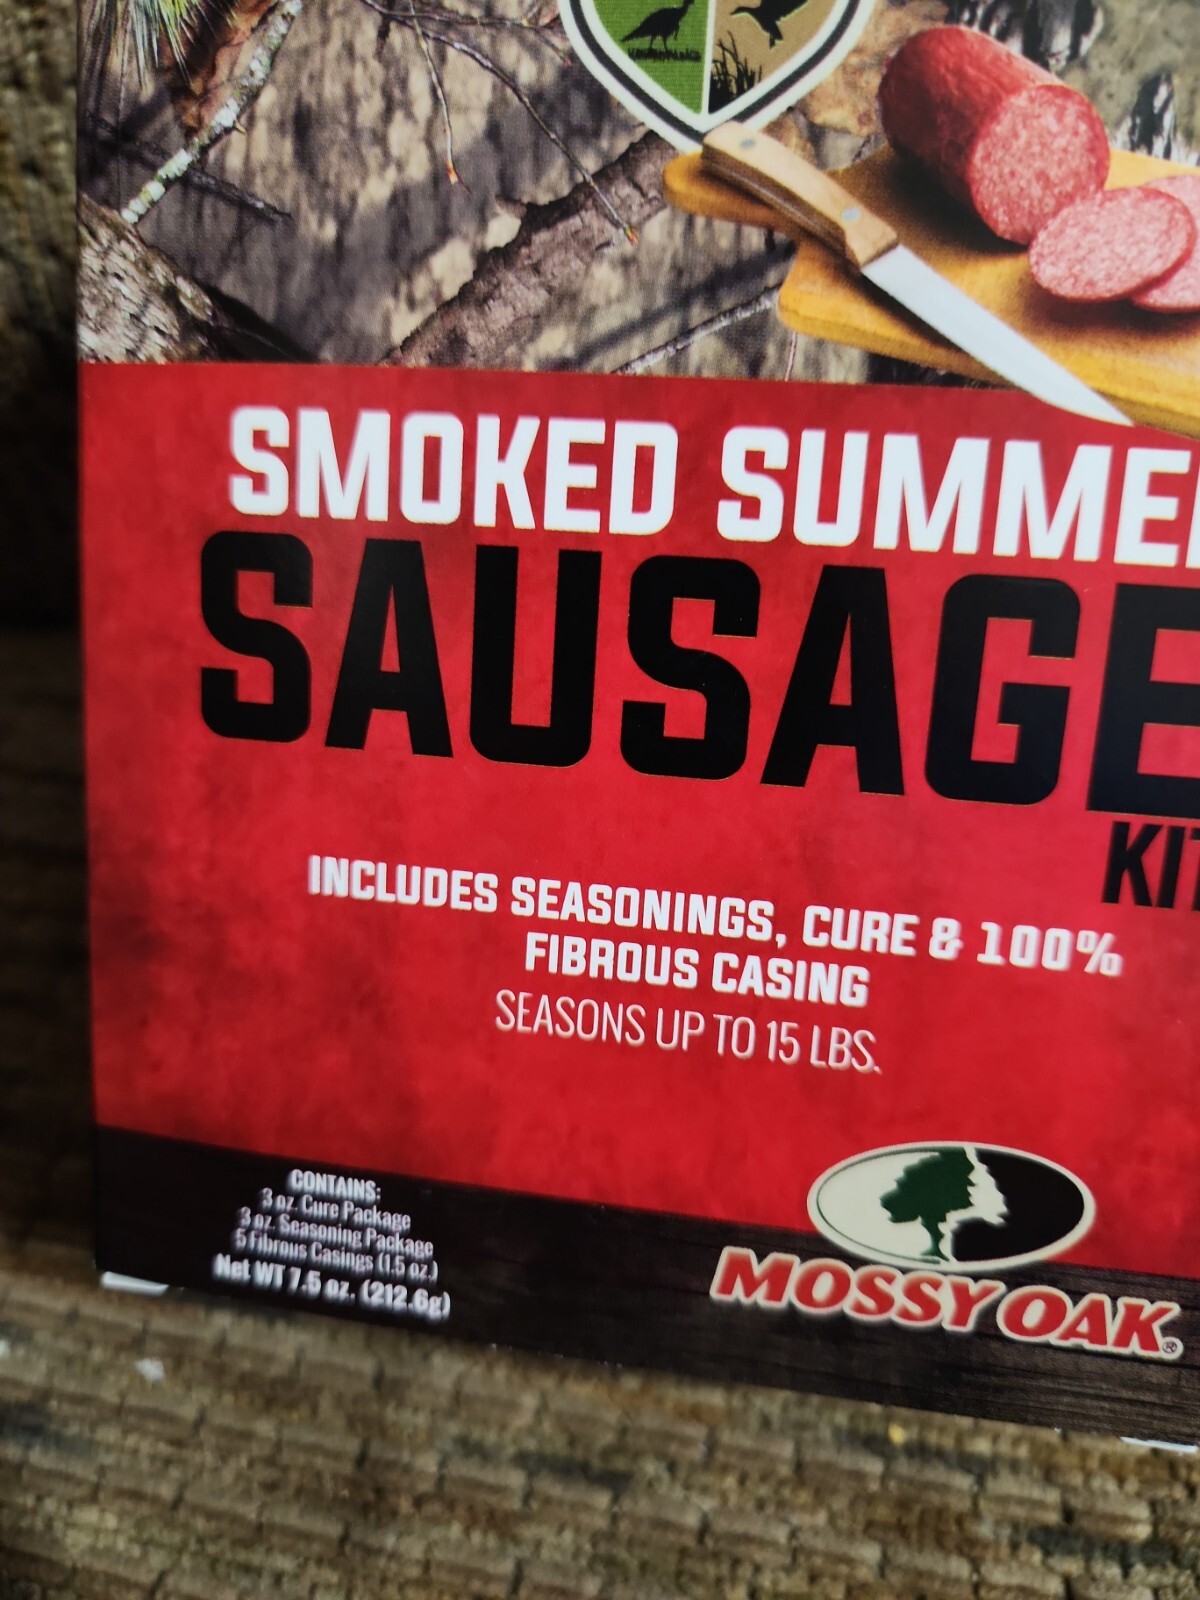 SMOKED SUMMER
SAUSAGE
KIT
INCLUDES SEASONINGS, CURE & 100%
FIBROUS CASING
SEASONS UP TO 15 LBS.
CONTAINS:
3 oz. Cure Package
3 oz. Seasoning Package
5 Fibrous Casings (1.5 oz.)
Net WT 7.5 oz. (212.6g)
MOSSY OAK®